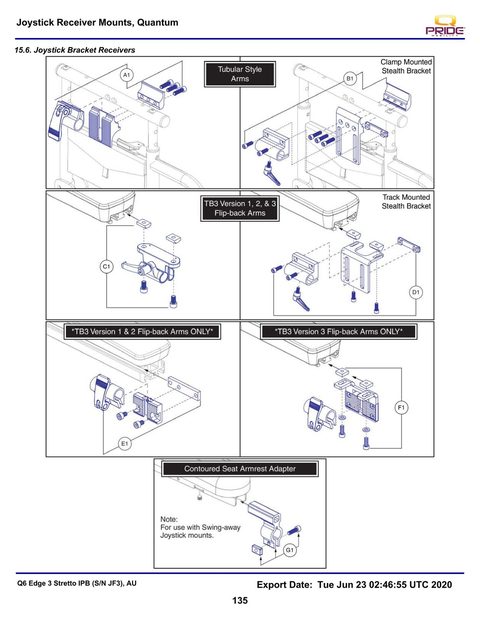 Joystick Receiver Mounts, Quantum
Q
PRIDE
15.6. Joystick Bracket Receivers
Tubular Style
Arms
Clamp Mounted
Stealth Bracket
A1
B1
TB3 Version 1, 2, & 3
Flip-back Arms
Track Mounted
Stealth Bracket
C1
D1
*TB3 Version 1 & 2 Flip-back Arms ONLY*
*TB3 Version 3 Flip-back Arms ONLY*
F1
E1
Contoured Seat Armrest Adapter
Note:
For use with Swing-away
Joystick mounts.
G1
Q6 Edge 3 Stretto IPB (S/N JF3), AU
Export Date: Tue Jun 23 02:46:55 UTC 2020
135